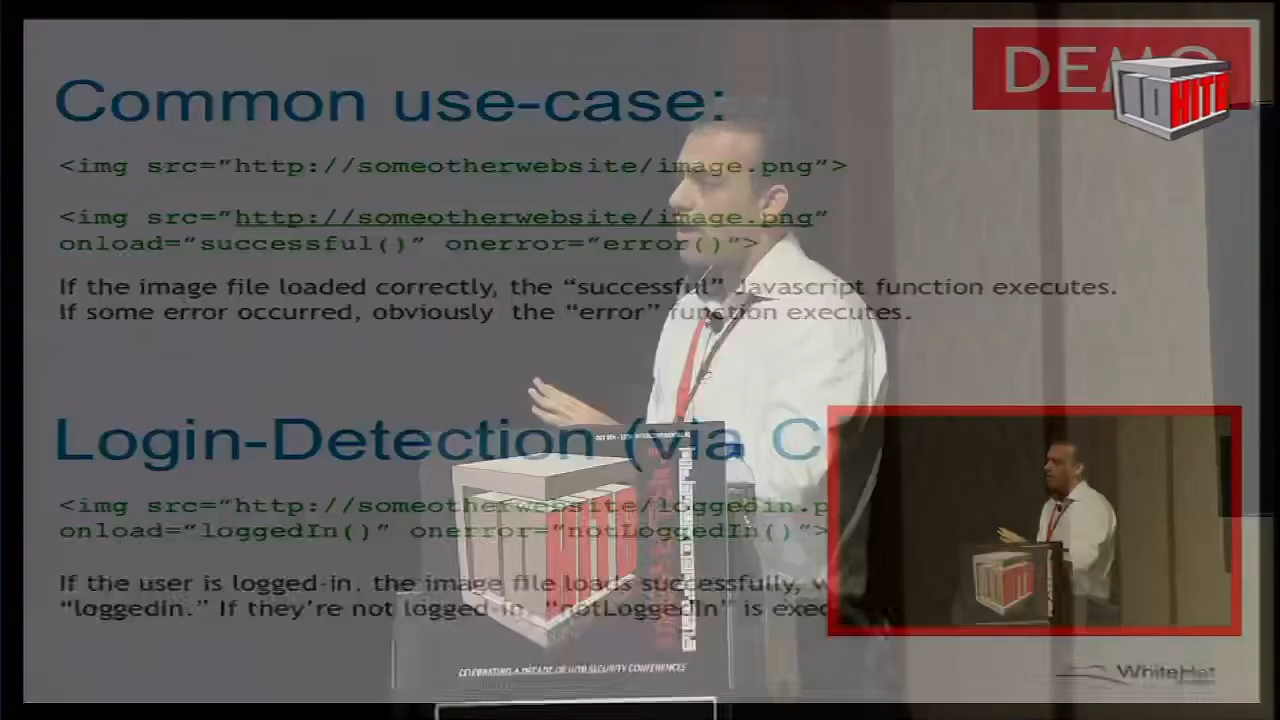 DEMO
HITB
Common use-case:
<img src="http://someotherwebsite/image.png">
<img src="http://someotherwebsite/image.png"
onload="successful()" onerror="error()">
If the image file loaded correctly, the “successful” Javascript function executes.
If some error occurred, obviously the “error” function executes.
Login-Detection (via C
<img src="http://someotherwebsite/loggedin.p
onload="loggedIn()" onerror="notLoggedIn()">
If the user is logged-in. the image file loads successfully, w
“loggedIn.” If they’re not logged-in, “notLoggedIn” is exec
HITB
HITB
CELEBRATING A DECADE OF HITB SECURITY CONFERENCES
WhiteHat